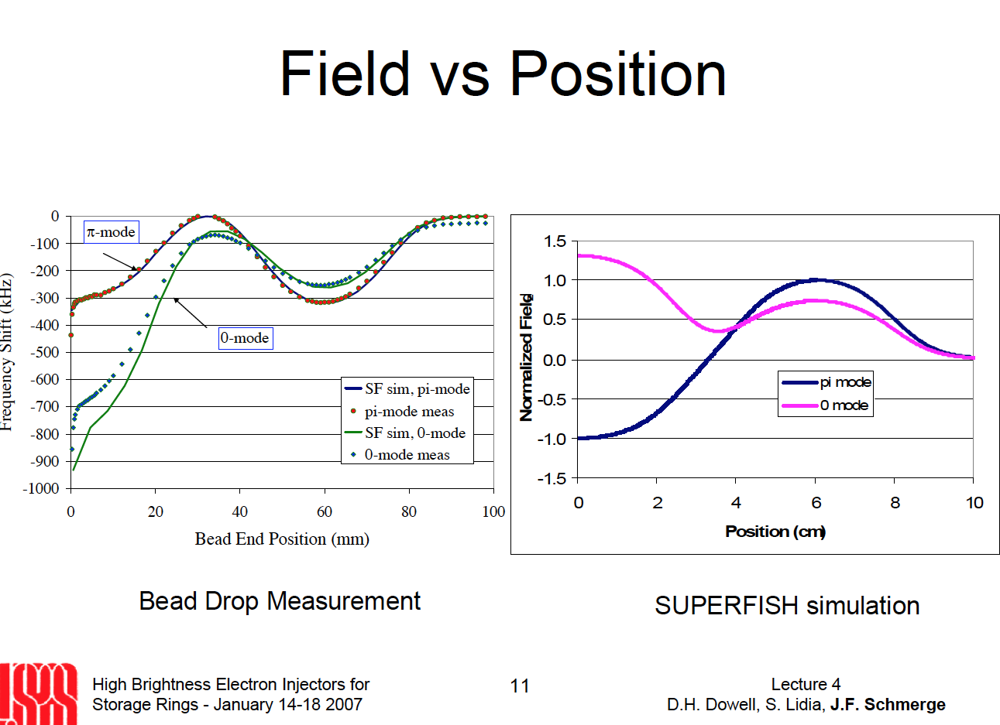 Field vs Position
0
-100
-200
-300
-400
-500
-600
-700
-800
-900
-1000
0
20
40
60
80
100
Frequency Shift (kHz)
Bead End Position (mm)
π-mode
0-mode
SF sim, pi-mode
pi-mode meas
SF sim, 0-mode
0-mode meas
1.5
1.0
0.5
0.0
-0.5
-1.0
-1.5
0
2
4
6
8
10
Normalized Field
Position (cm)
pi mode
0 mode
Bead Drop Measurement
SUPERFISH simulation
High Brightness Electron Injectors for
Storage Rings - January 14-18 2007
11
Lecture 4
D.H. Dowell, S. Lidia, J.F. Schmerge